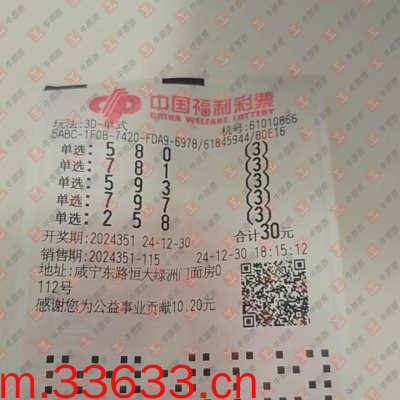 中国福利彩票
CHINA WELFARE LOTTERY
玩法:3D-单式 机号:61010866
5ABC-1F0B-7420-FDA9-6978/61845944/80E16
单选: 5 8 0 (3)
单选: 7 8 1 (3)
单选: 5 9 3 (3)
单选: 7 9 7 (3)
单选: 2 5 8 (3)
开奖期:2024351 24-12-30 合计30元
销售期:2024351-115 24-12-30 18:15:12
地址:咸宁东路恒大绿洲门面房0
112号
感谢您为公益事业贡献10.20元
m.33633.cn